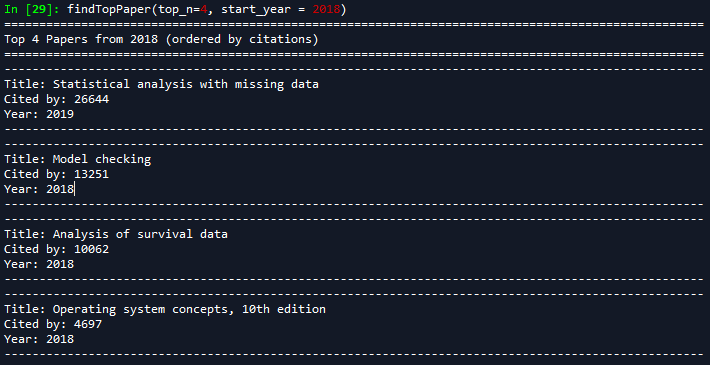 In [29]: findTopPaper(top_n=4, start_year = 2018)
====================================================================================================
Top 4 Papers from 2018 (ordered by citations)
====================================================================================================
----------------------------------------------------------------------------------------------------
Title: Statistical analysis with missing data
Cited by: 26644
Year: 2019
----------------------------------------------------------------------------------------------------
----------------------------------------------------------------------------------------------------
Title: Model checking
Cited by: 13251
Year: 2018
----------------------------------------------------------------------------------------------------
----------------------------------------------------------------------------------------------------
Title: Analysis of survival data
Cited by: 10062
Year: 2018
----------------------------------------------------------------------------------------------------
----------------------------------------------------------------------------------------------------
Title: Operating system concepts, 10th edition
Cited by: 4697
Year: 2018
----------------------------------------------------------------------------------------------------